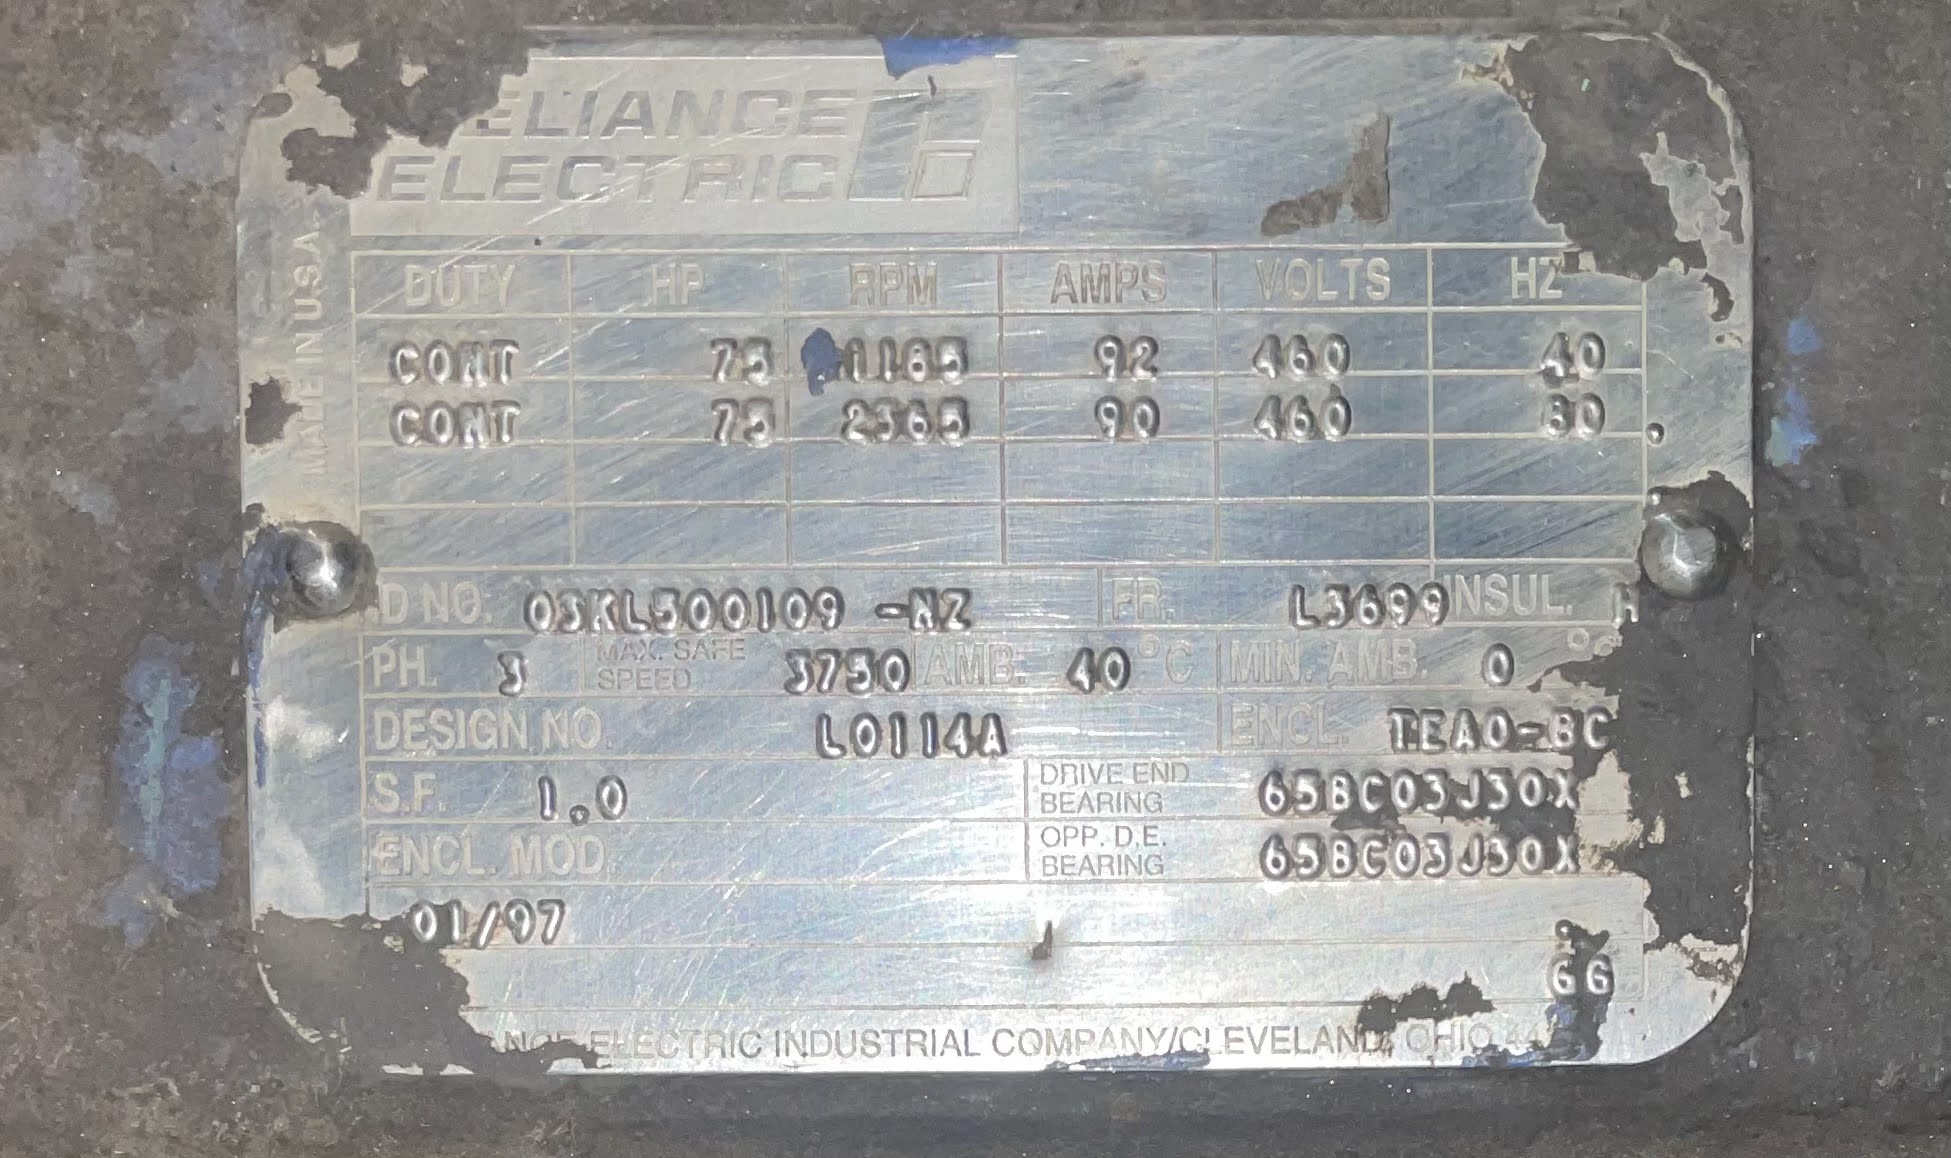 ELIANCE
ELECTRIC
MADE IN USA
DUTY HP RPM AMPS VOLTS HZ
CONT 75 1185 92 460 40
CONT 75 2365 90 460 80
D NO. 03KL500109 -NZ FR. L3699 INSUL. H
PH. 3 MAX. SAFE SPEED 3750 AMB. 40 °C MIN. AMB. 0 °C
DESIGN NO. L0114A ENCL. TEAO-BC
S.F. 1.0 DRIVE END BEARING 65BC03J30X
ENCL. MOD. OPP. D.E. BEARING 65BC03J30X
01/97
GG
ELECTRIC INDUSTRIAL COMPANY/CLEVELAND, OHIO